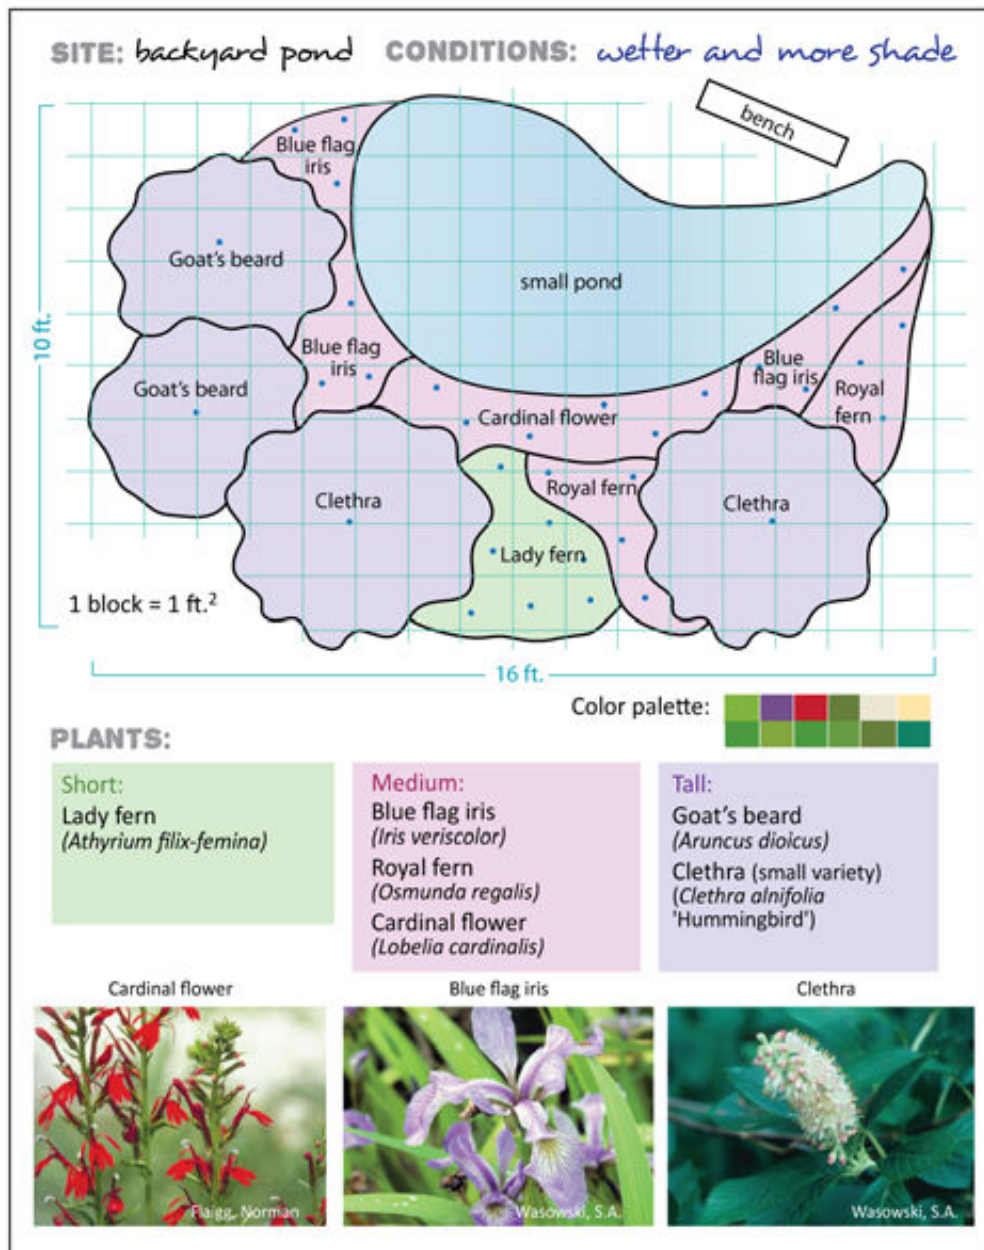 SITE: backyard pond CONDITIONS: wetter and more shade
bench
Blue flag
iris
Goat's beard
small pond
10 ft.
Blue flag
iris
Blue
flag iris
Goat's beard
Royal
fern
Cardinal flower
Royal fern
Clethra
Clethra
Lady fern
1 block = 1 ft.²
16 ft.
Color palette:
PLANTS:
Short:
Lady fern
(Athyrium filix-femina)
Medium:
Blue flag iris
(Iris veriscolor)
Royal fern
(Osmunda regalis)
Cardinal flower
(Lobelia cardinalis)
Tall:
Goat's beard
(Aruncus dioicus)
Clethra (small variety)
(Clethra alnifolia
'Hummingbird')
Cardinal flower
Blue flag iris
Clethra
Flaigg, Norman
Wasowski, S.A.
Wasowski, S.A.